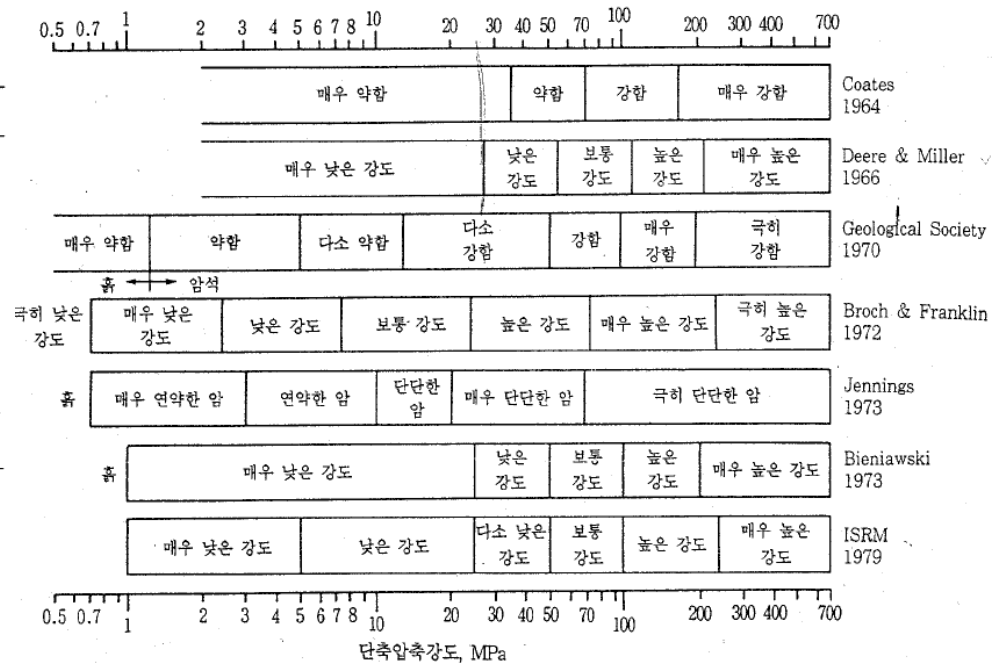 0.5 0.7 1 2 3 4 5 6 7 8 10 20 30 40 50 100 200 300 400 700
매우 약함 약함 강함 매우 강함 Coates
1964
매우 낮은 강도 낮은 강도 보통 강도 높은 강도 매우 높은 강도 Deere & Miller
1966
매우 약함 약함 다소 약함 다소 강함 강함 매우 강함 극히 강함 Geological Society
1970
흙 암석
극히 낮은 강도 매우 낮은 강도 낮은 강도 보통 강도 높은 강도 매우 높은 강도 극히 높은 강도 Broch & Franklin
1972
흙 매우 연약한 암 연약한 암 단단한 암 매우 단단한 암 극히 단단한 암 Jennings
1973
흙 매우 낮은 강도 낮은 강도 보통 강도 높은 강도 매우 높은 강도 Bieniawski
1973
매우 낮은 강도 낮은 강도 다소 낮은 강도 보통 강도 높은 강도 매우 높은 강도 ISRM
1979
0.5 0.7 1 2 3 4 5 6 7 8 10 20 30 40 50 100 200 300 400 700
단축압축강도, MPa